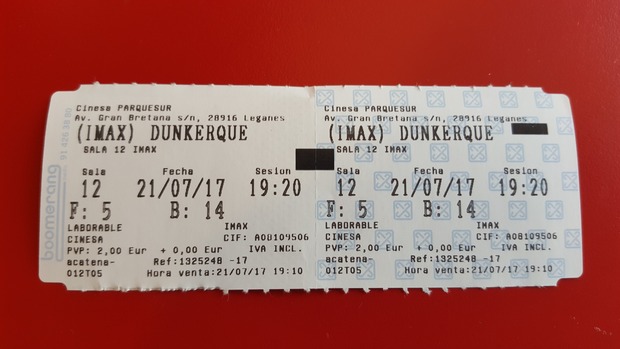 boomerang 91 426 38 80
Cinesa PARQUESUR
Av. Gran Bretana s/n, 28916 Leganes
(IMAX) DUNKERQUE
SALA 12 IMAX
Sala Fecha Sesion
12 21/07/17 19:20
F: 5 B: 14
LABORABLE IMAX
CINESA CIF: A08109506
PVP: 2,00 Eur + 0,00 Eur IVA INCL.
acatena- Ref:1325248 -17
012T05 Hora venta:21/07/17 19:10
Cinesa PARQUESUR
Av. Gran Bretana s/n, 28916 Leganes
(IMAX) DUNKERQUE
SALA 12 IMAX
Sala Fecha Sesion
12 21/07/17 19:20
F: 5 B: 14
LABORABLE IMAX
CINESA CIF: A08109506
PVP: 2,00 Eur + 0,00 Eur IVA INCL.
acatena- Ref:1325248 -17
012T05 Hora venta:21/07/17 19:10